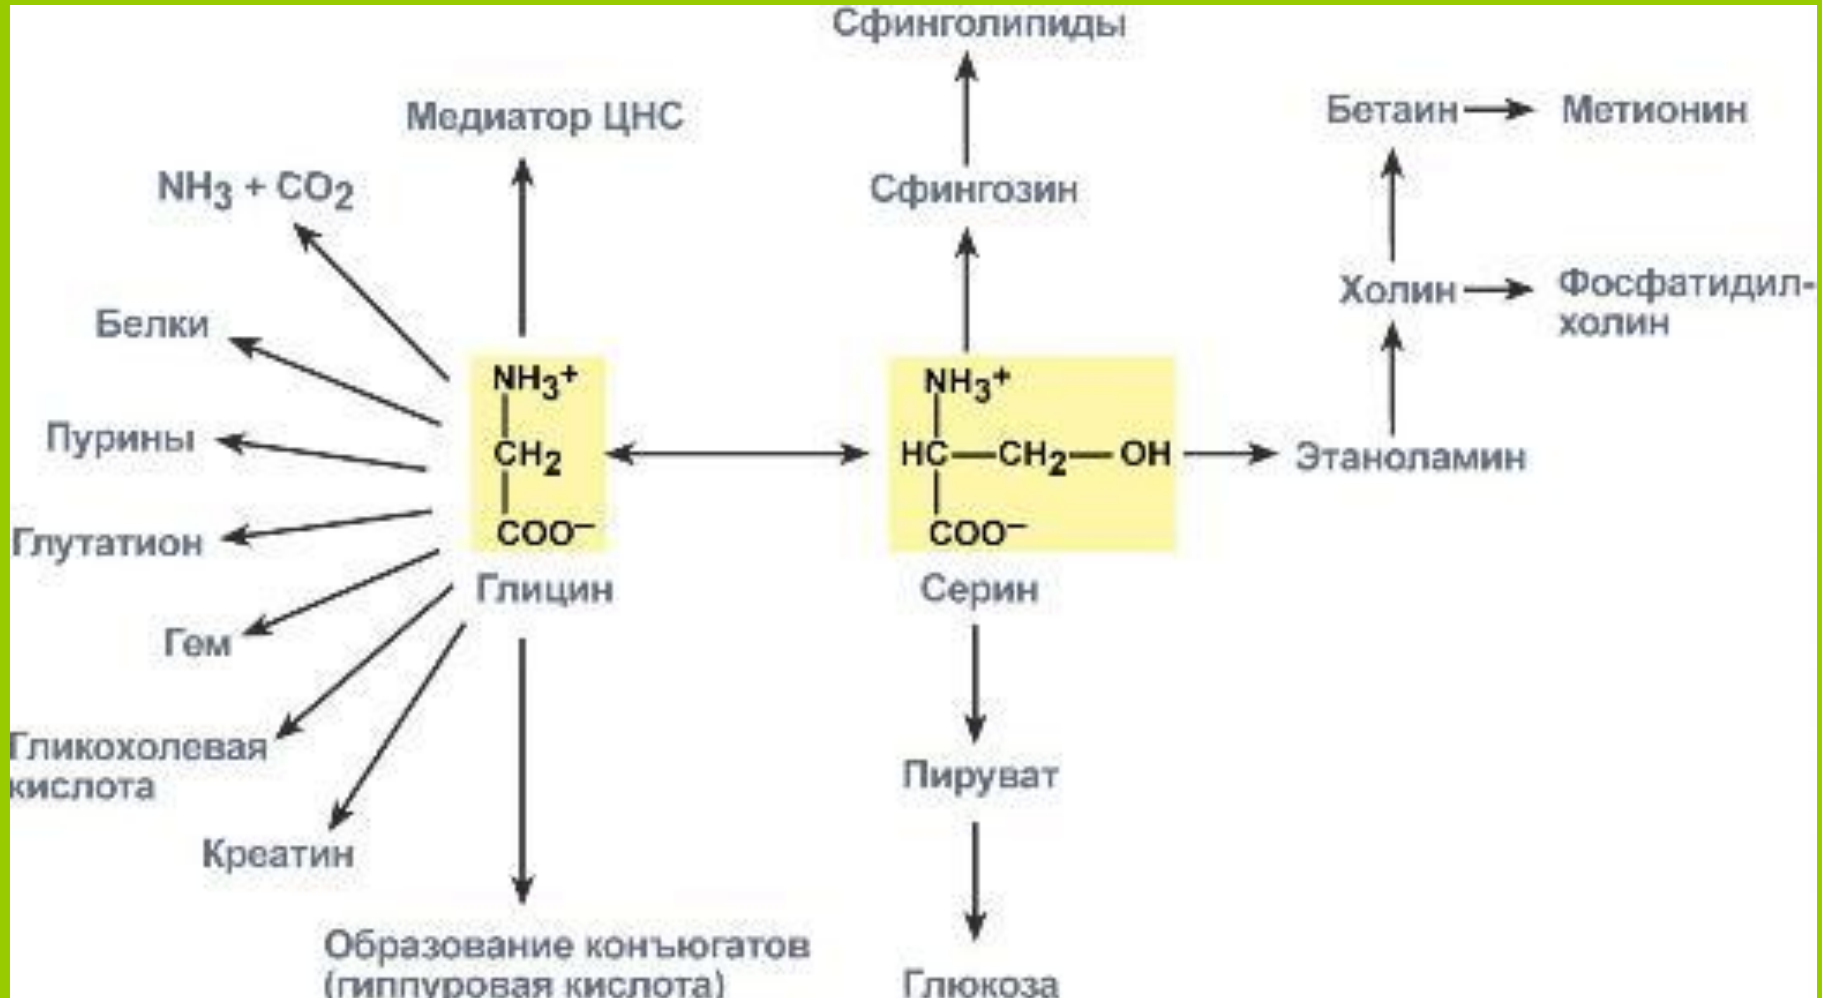 Сфинголипиды
Медиатор ЦНС
Бетаин
Метионин
NH3 + CO2
Сфингозин
Холин
Фосфатидил-
холин
Белки
NH3+
NH3+
Пурины
CH2
HC—CH2—OH
Этаноламин
Глутатион
COO–
COO–
Глицин
Серин
Гем
Гликохолевая
кислота
Пируват
Креатин
Образование конъюгатов
(гиппуровая кислота)
Глюкоза